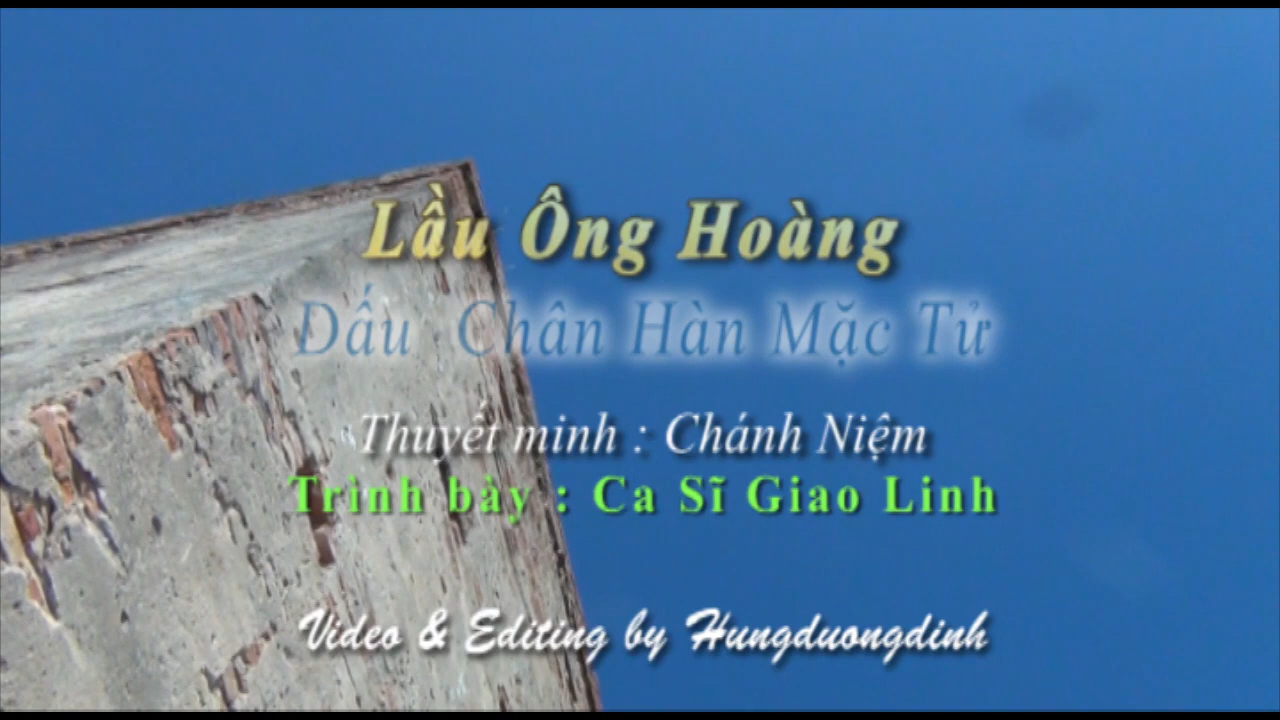 Lầu Ông Hoàng
Dấu Chân Hàn Mặc Tử
Thuyết minh : Chánh Niệm
Trình bày : Ca Sĩ Giao Linh
Video & Editing by Hungduongdinh